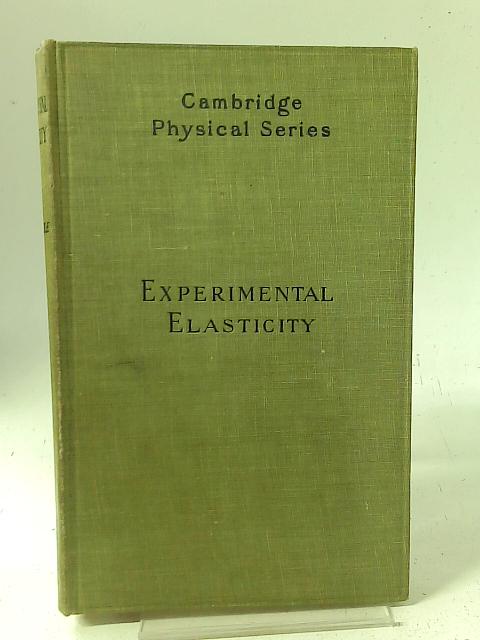 Cambridge
Physical Series
EXPERIMENTAL
ELASTICITY